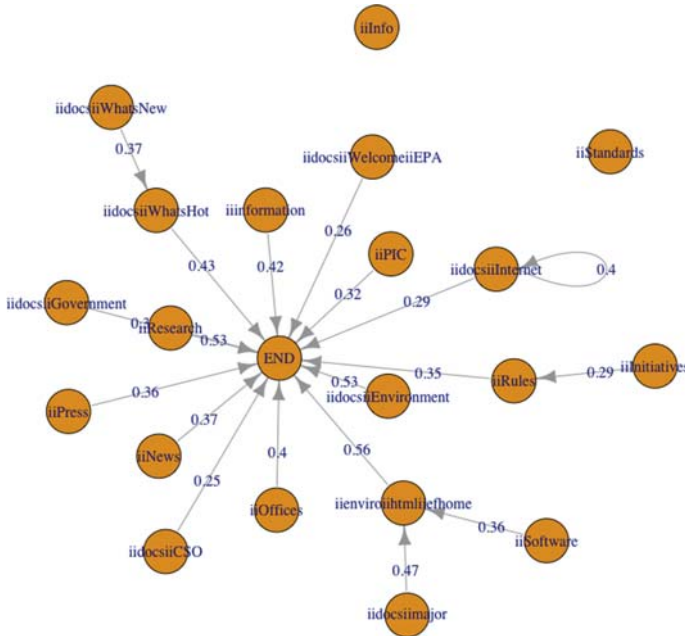 iiInfo
iidocsiiWhatsNew
0.37
iidocsiiWelcomeiiEPA
iiStandards
iidocsiiWhatsHot
iiinformation
0.43
0.42
0.26
iiPIC
0.32
iidocsiiInternet
0.4
0.29
iidocsiiGovernment
iiResearch
0.53
END
0.35
iiRules
0.29
iiInitiatives
0.53
iidocsiiEnvironment
iiPress
0.36
0.37
iiNews
0.25
0.4
0.56
iiOffices
iienviroiihtmliiefhome
0.36
iiSoftware
iidocsiiCSO
0.47
iidocsiimajor